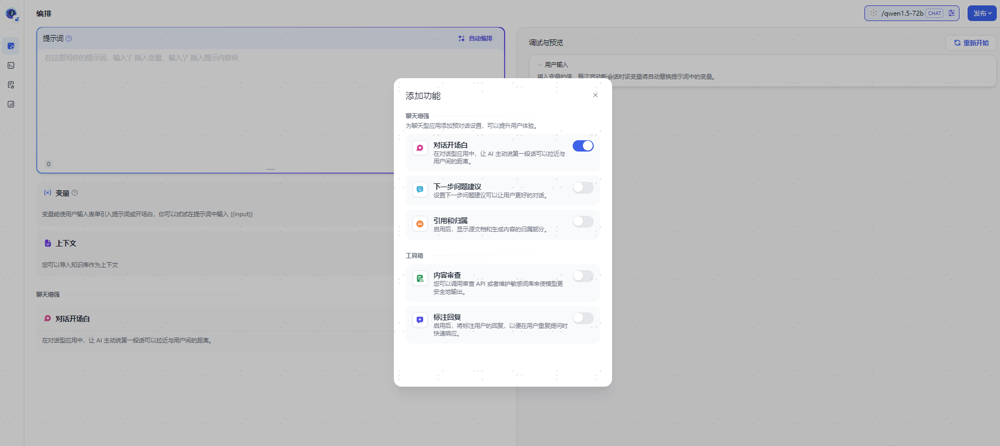 编排
/qwen1.5-72b CHAT
发布
提示词
自动编排
在这里写你的提示词，输入'{' 插入变量、输入'/' 插入提示内容块
0
变量
变量能使用户输入表单引入提示词或开场白，你可以试试在提示词中输入 {{input}}
上下文
您可以导入知识库作为上下文
聊天增强
对话开场白
在对话型应用中，让 AI 主动说第一段话可以拉近与用户间的距离。
调试与预览
重新开始
用户输入
填入变量的值，每次启动新会话时该变量将自动替换提示词中的变量。
添加功能
聊天增强
为聊天型应用添加预对话设置，可以提升用户体验。
对话开场白
在对话型应用中，让 AI 主动说第一段话可以拉近与
用户间的距离。
下一步问题建议
设置下一步问题建议可以让用户更好的对话。
引用和归属
启用后，显示源文档和生成内容的归属部分。
工具箱
内容审查
您可以调用审查 API 或者维护敏感词库来使模型更
安全地输出。
标注回复
启用后，将标注用户的回复，以便在用户重复提问时
快速响应。